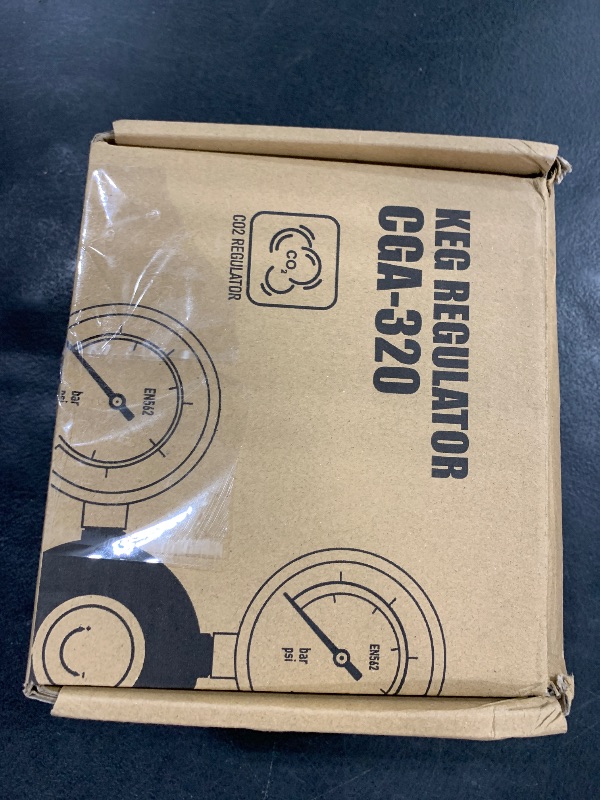 KEG REGULATOR
CGA-320
CO2
CO2 REGULATOR
EN562
bar
psi
EN562
bar
psi